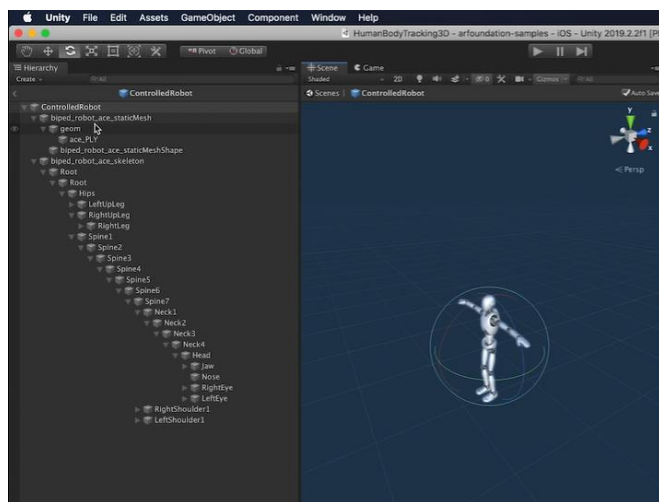 Unity File Edit Assets GameObject Component Window Help
HumanBodyTracking3D - arfoundation-samples - iOS - Unity 2019.2.2f1 [P
Pivot Global
Hierarchy
Scene Game
Create
Shaded 2D Gizmos
ControlledRobot
Scenes ControlledRobot Auto Save
ControlledRobot
biped_robot_ace_staticMesh
geom
ace_PLY
biped_robot_ace_staticMeshShape
biped_robot_ace_skeleton
Root
Root
Hips
LeftUpLeg
RightUpLeg
RightLeg
Spine1
Spine2
Spine3
Spine4
Spine5
Spine6
Spine7
Neck1
Neck2
Neck3
Neck4
Head
Jaw
Nose
RightEye
LeftEye
RightShoulder1
LeftShoulder1
y
z
x
Persp